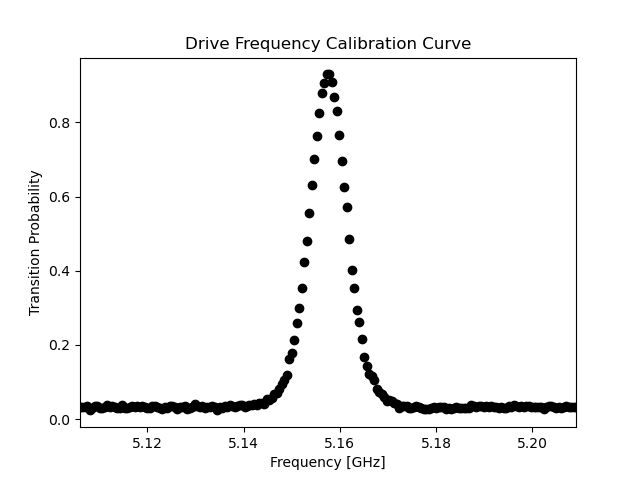 Drive Frequency Calibration Curve
Transition Probability
0.8
0.6
0.4
0.2
0.0
5.12 5.14 5.16 5.18 5.20
Frequency [GHz]